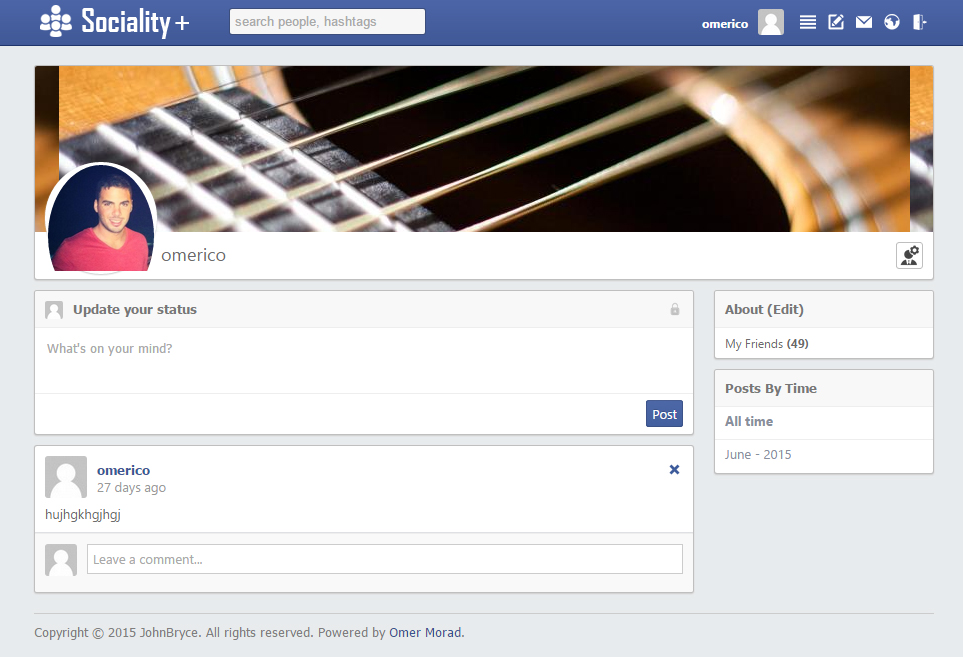 Sociality+
search people, hashtags
omerico
omerico
Update your status
What's on your mind?
Post
omerico
27 days ago
hujhgkhgjhgj
Leave a comment...
About (Edit)
My Friends (49)
Posts By Time
All time
June - 2015
Copyright © 2015 JohnBryce. All rights reserved. Powered by Omer Morad.